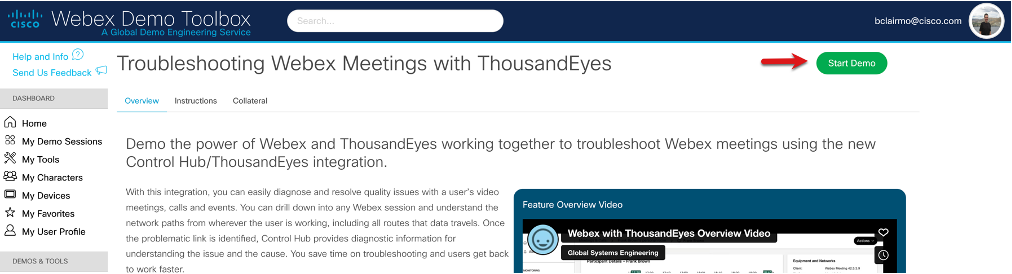 CISCO
Webex Demo Toolbox
A Global Demo Engineering Service
Search...
bclairmo@cisco.com
Help and Info
Send Us Feedback
DASHBOARD
Home
My Demo Sessions
My Tools
My Characters
My Devices
My Favorites
My User Profile
DEMOS & TOOLS
Troubleshooting Webex Meetings with ThousandEyes
Start Demo
Overview Instructions Collateral
Demo the power of Webex and ThousandEyes working together to troubleshoot Webex meetings using the new
Control Hub/ThousandEyes integration.
With this integration, you can easily diagnose and resolve quality issues with a user's video
meetings, calls and events. You can drill down into any Webex session and understand the
network paths from wherever the user is working, including all routes that data travels. Once
the problematic link is identified, Control Hub provides diagnostic information for
understanding the issue and the cause. You save time on troubleshooting and users get back
to work faster.
Feature Overview Video
Webex with ThousandEyes Overview Video
Global Systems Engineering
Actions
Equipment and Networks